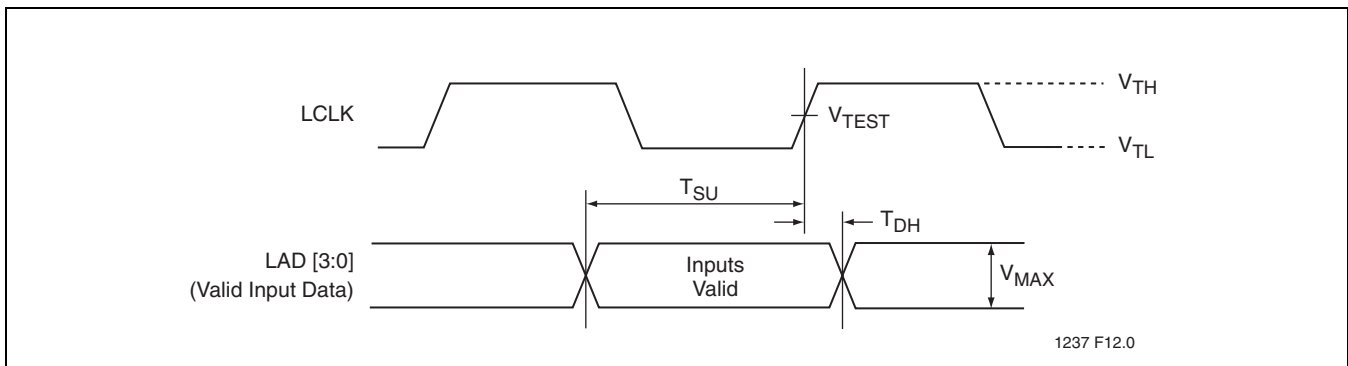 LCLK
V_TH
V_TEST
V_TL
T_SU
T_DH
LAD [3:0]
(Valid Input Data)
Inputs
Valid
V_MAX
1237 F12.0